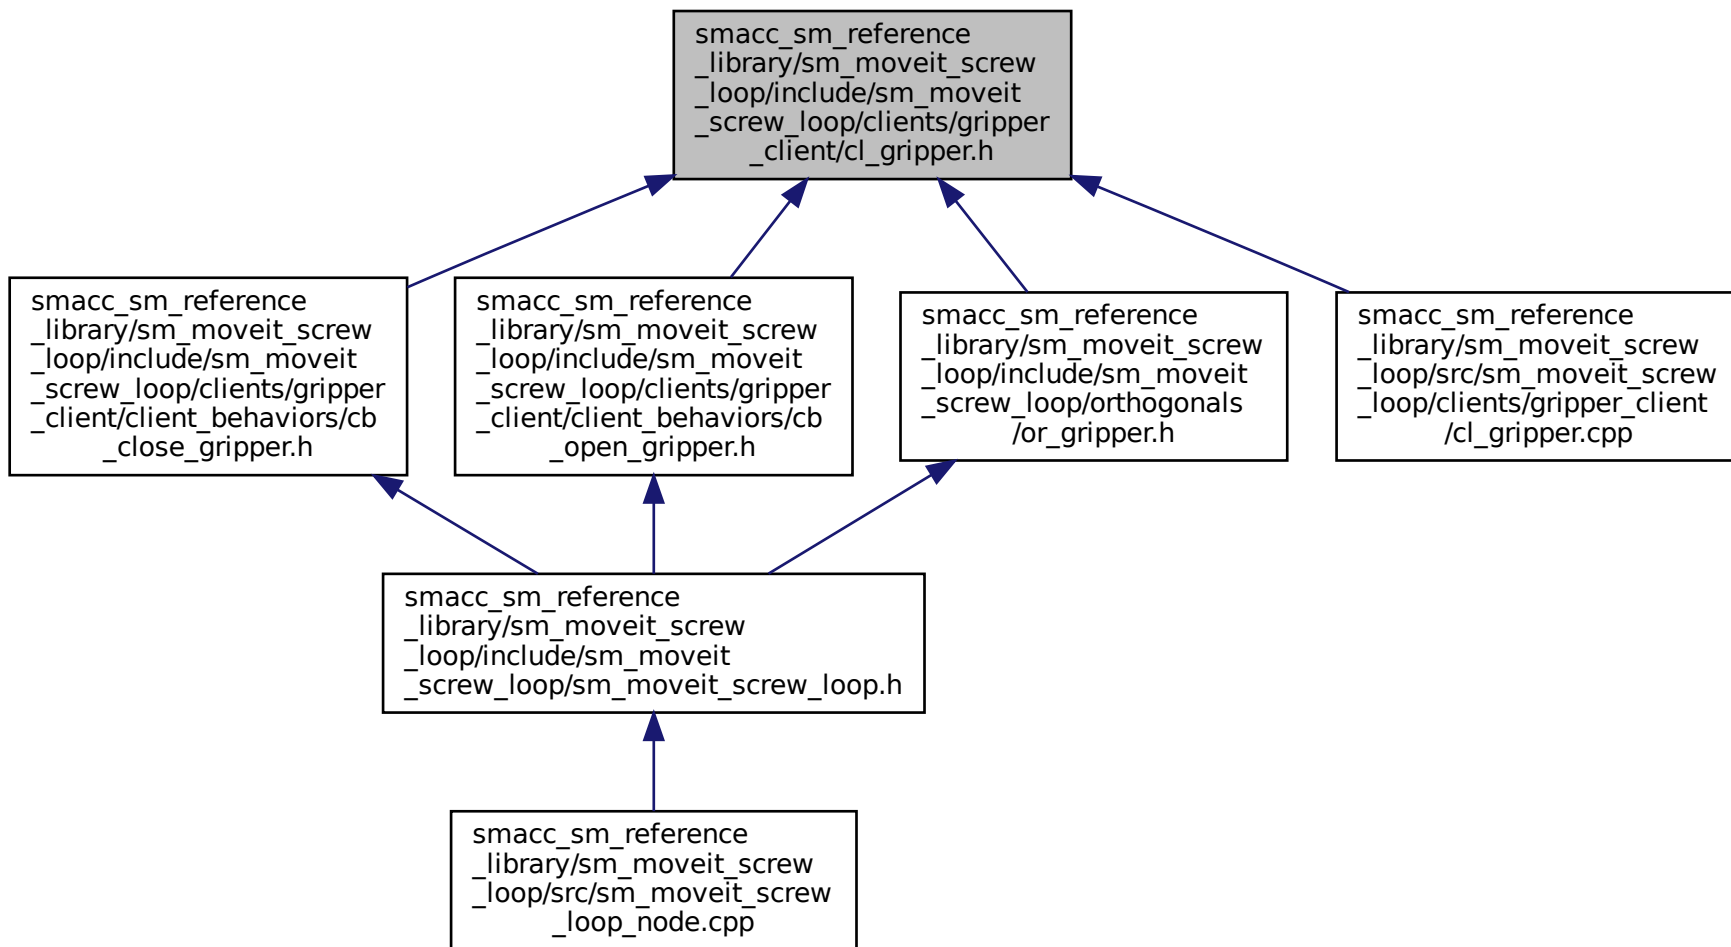 smacc_sm_reference
_library/sm_moveit_screw
_loop/include/sm_moveit
_screw_loop/clients/gripper
_client/cl_gripper.h
smacc_sm_reference
_library/sm_moveit_screw
_loop/include/sm_moveit
_screw_loop/clients/gripper
_client/client_behaviors/cb
_close_gripper.h
smacc_sm_reference
_library/sm_moveit_screw
_loop/include/sm_moveit
_screw_loop/clients/gripper
_client/client_behaviors/cb
_open_gripper.h
smacc_sm_reference
_library/sm_moveit_screw
_loop/include/sm_moveit
_screw_loop/orthogonals
/or_gripper.h
smacc_sm_reference
_library/sm_moveit_screw
_loop/src/sm_moveit_screw
_loop/clients/gripper_client
/cl_gripper.cpp
smacc_sm_reference
_library/sm_moveit_screw
_loop/include/sm_moveit
_screw_loop/sm_moveit_screw_loop.h
smacc_sm_reference
_library/sm_moveit_screw
_loop/src/sm_moveit_screw
_loop_node.cpp